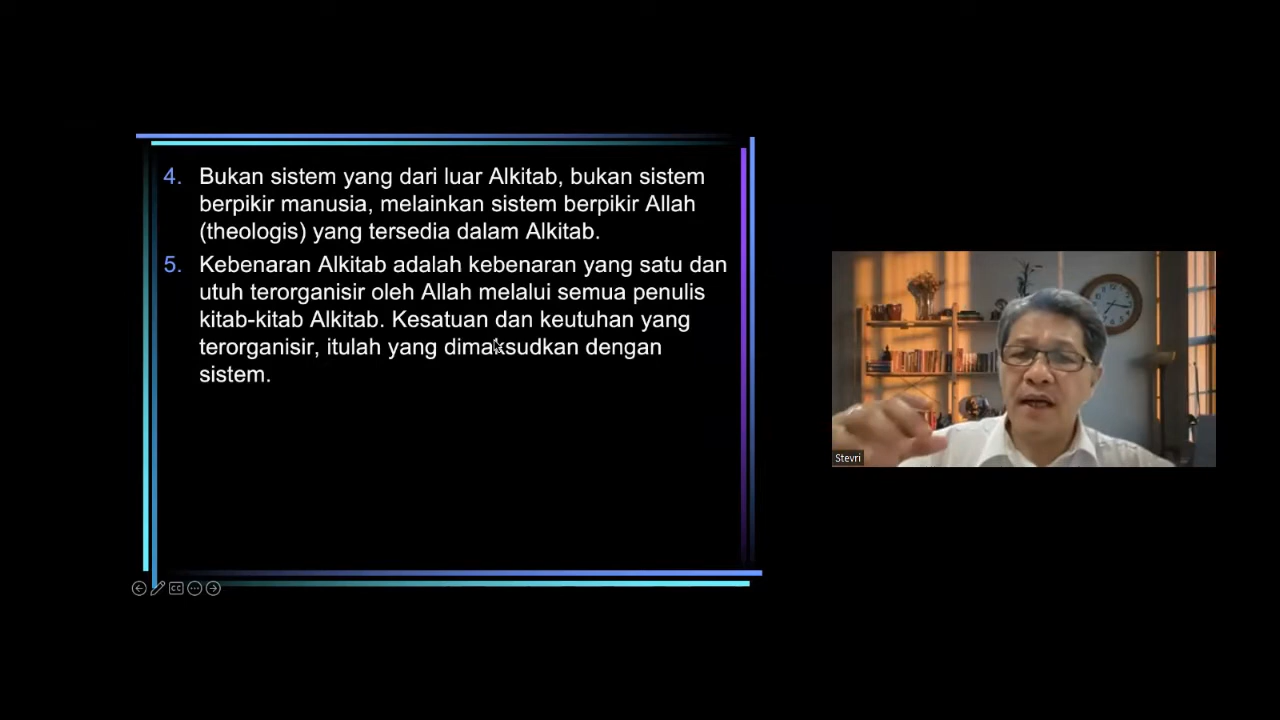 4. Bukan sistem yang dari luar Alkitab, bukan sistem
berpikir manusia, melainkan sistem berpikir Allah
(theologis) yang tersedia dalam Alkitab.
5. Kebenaran Alkitab adalah kebenaran yang satu dan
utuh terorganisir oleh Allah melalui semua penulis
kitab-kitab Alkitab. Kesatuan dan keutuhan yang
terorganisir, itulah yang dimaksudkan dengan
sistem.
Stevri
CC